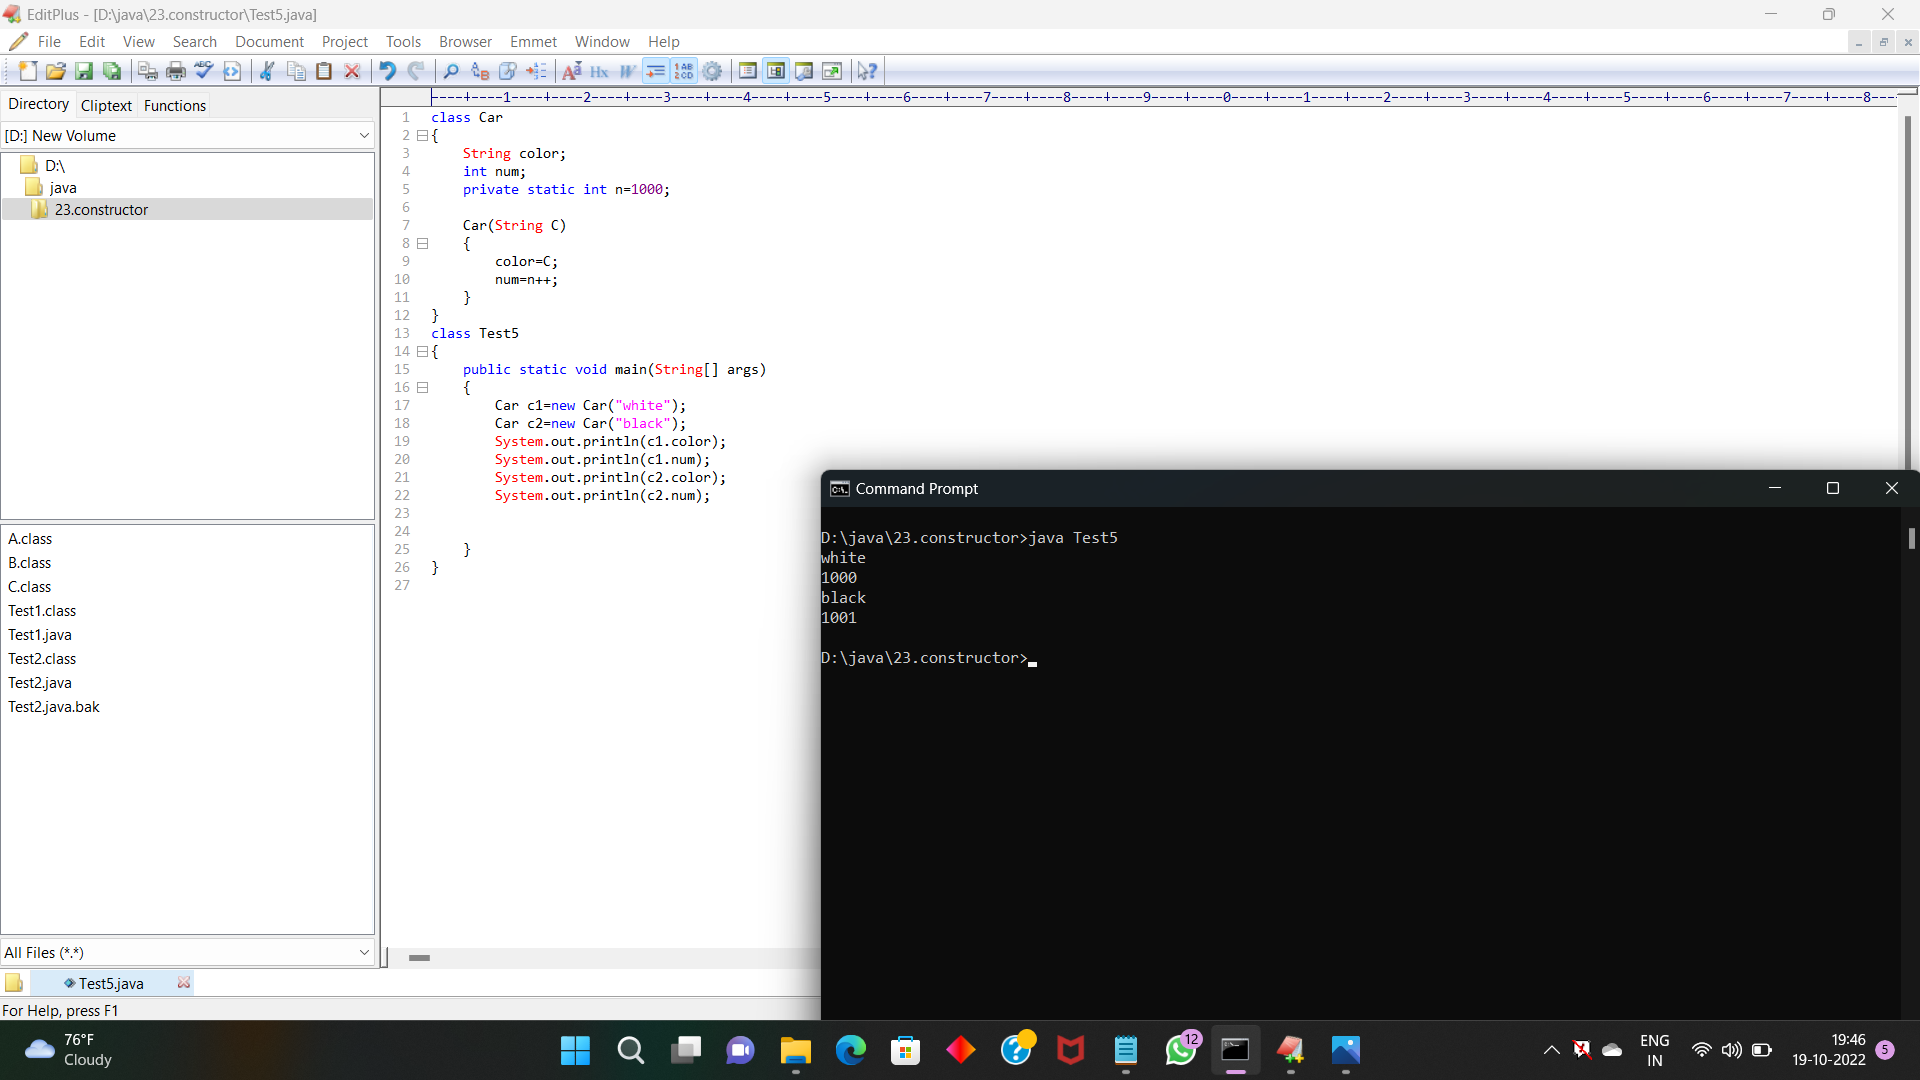 EditPlus - [D:\java\23.constructor\Test5.java]
File Edit View Search Document Project Tools Browser Emmet Window Help
Directory Cliptext Functions
[D:] New Volume
D:\
java
23.constructor
A.class
B.class
C.class
Test1.class
Test1.java
Test2.class
Test2.java
Test2.java.bak
All Files (*.*)
Test5.java
For Help, press F1
----+----1----+----2----+----3----+----4----+----5----+----6----+----7----+----8----+----9----+----0----+----1----+----2----+----3----+----4----+----5----+----6----+----7----+----8---
1 class Car
2 {
3 String color;
4 int num;
5 private static int n=1000;
6
7 Car(String C)
8 {
9 color=C;
10 num=n++;
11 }
12 }
13 class Test5
14 {
15 public static void main(String[] args)
16 {
17 Car c1=new Car("white");
18 Car c2=new Car("black");
19 System.out.println(c1.color);
20 System.out.println(c1.num);
21 System.out.println(c2.color);
22 System.out.println(c2.num);
23
24
25 }
26 }
27
Command Prompt
D:\java\23.constructor>java Test5
white
1000
black
1001
D:\java\23.constructor>
76°F
Cloudy
12
ENG
IN
19:46
19-10-2022
5